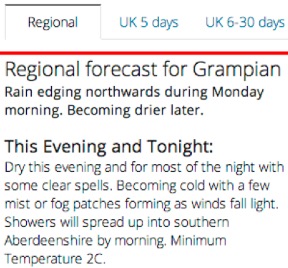 Regional UK 5 days UK 6-30 days
Regional forecast for Grampian
Rain edging northwards during Monday
morning. Becoming drier later.
This Evening and Tonight:
Dry this evening and for most of the night with
some clear spells. Becoming cold with a few
mist or fog patches forming as winds fall light.
Showers will spread up into southern
Aberdeenshire by morning. Minimum
Temperature 2C.